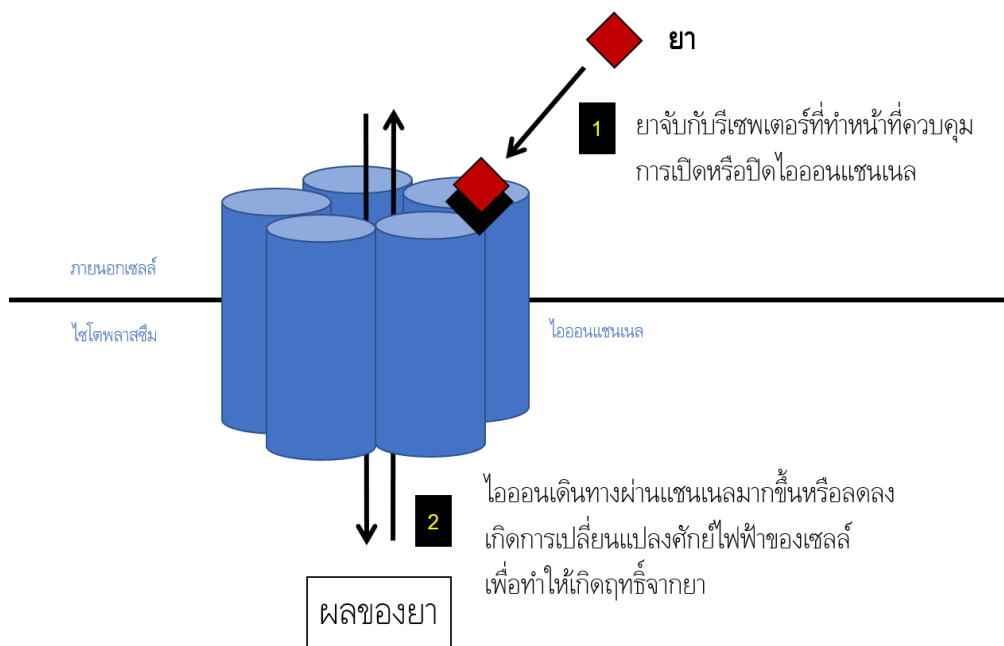 ยา
1
ยาจับกับรีเซพเตอร์ที่ทำหน้าที่ควบคุม
การเปิดหรือปิดไอออนแชนเนล
ภายนอกเซลล์
ไซโตพลาสซึม
ไอออนแชนเนล
2
ไอออนเดินทางผ่านแชนเนลมากขึ้นหรือลดลง
เกิดการเปลี่ยนแปลงศักย์ไฟฟ้าของเซลล์
เพื่อทำให้เกิดฤทธิ์จากยา
ผลของยา